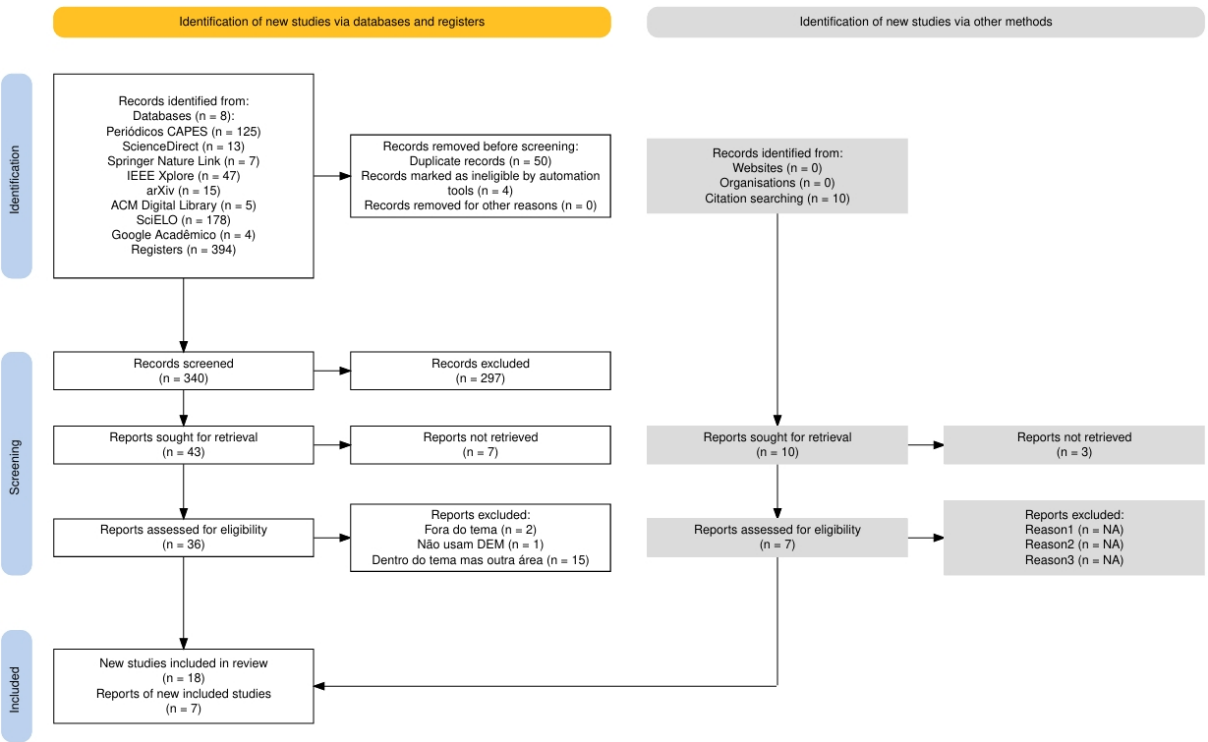 Identification of new studies via databases and registers
Identification of new studies via other methods
Identification
Records identified from:
Databases (n = 8):
Periódicos CAPES (n = 125)
ScienceDirect (n = 13)
Springer Nature Link (n = 7)
IEEE Xplore (n = 47)
arXiv (n = 15)
ACM Digital Library (n = 5)
SciELO (n = 178)
Google Acadêmico (n = 4)
Registers (n = 394)
Records removed before screening:
Duplicate records (n = 50)
Records marked as ineligible by automation
tools (n = 4)
Records removed for other reasons (n = 0)
Records identified from:
Websites (n = 0)
Organisations (n = 0)
Citation searching (n = 10)
Screening
Records screened
(n = 340)
Records excluded
(n = 297)
Reports sought for retrieval
(n = 43)
Reports not retrieved
(n = 7)
Reports sought for retrieval
(n = 10)
Reports not retrieved
(n = 3)
Reports assessed for eligibility
(n = 36)
Reports excluded:
Fora do tema (n = 2)
Não usam DEM (n = 1)
Dentro do tema mas outra área (n = 15)
Reports assessed for eligibility
(n = 7)
Reports excluded:
Reason1 (n = NA)
Reason2 (n = NA)
Reason3 (n = NA)
Included
New studies included in review
(n = 18)
Reports of new included studies
(n = 7)